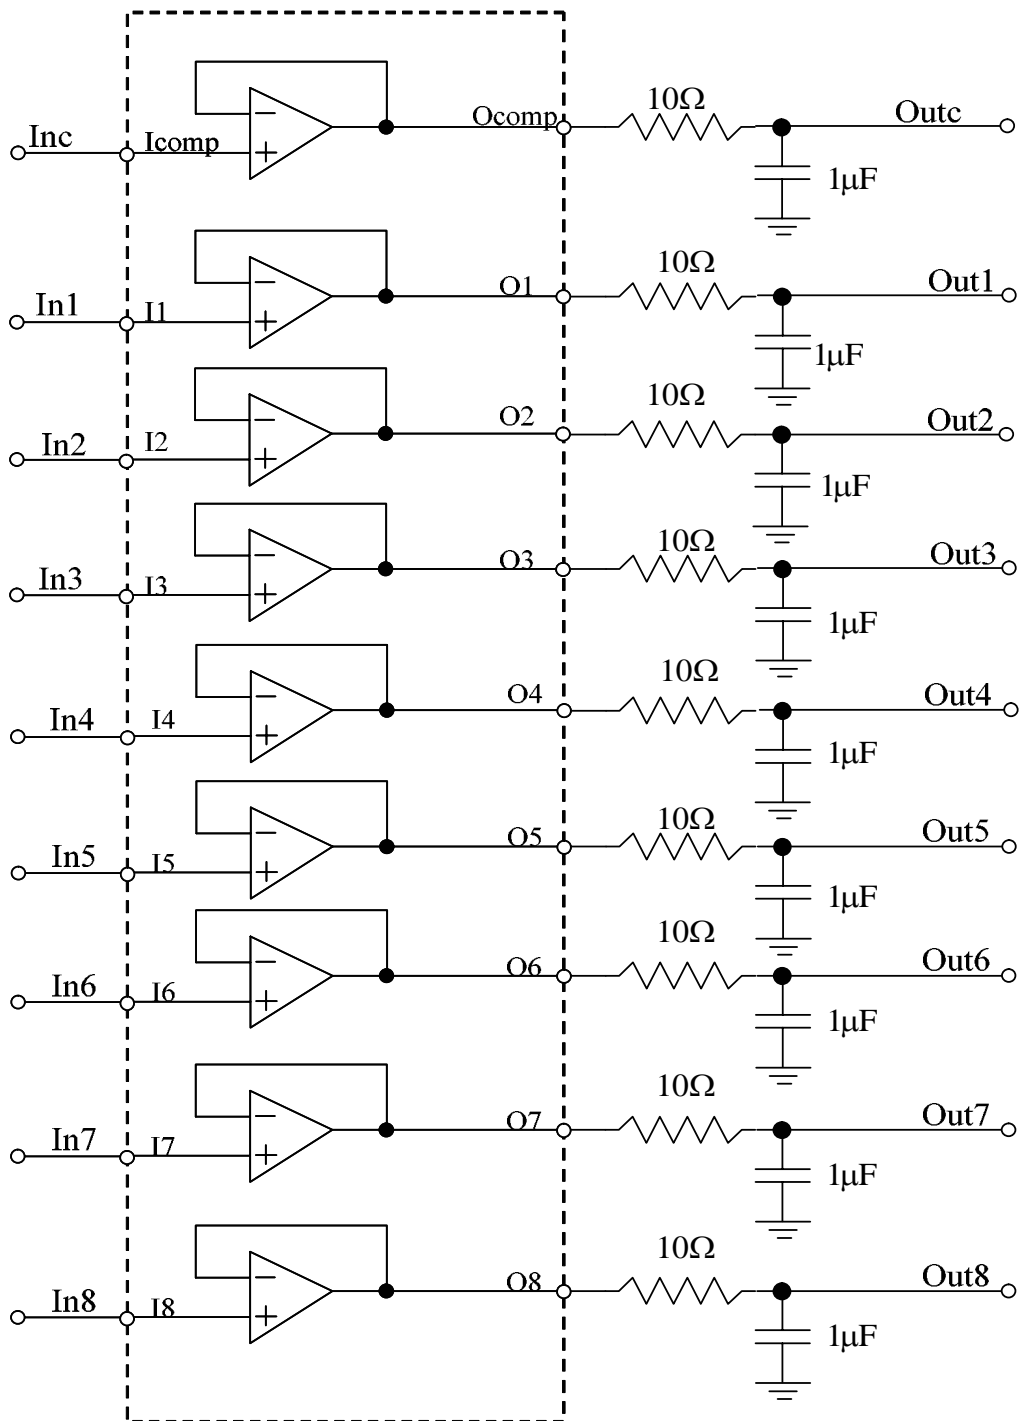 10Ω
Inc Icomp Ocomp Outc
1μF
10Ω
In1 I1 O1 Out1
1μF
10Ω
In2 I2 O2 Out2
1μF
10Ω
In3 I3 O3 Out3
1μF
10Ω
In4 I4 O4 Out4
1μF
10Ω
In5 I5 O5 Out5
1μF
10Ω
In6 I6 O6 Out6
1μF
10Ω
In7 I7 O7 Out7
1μF
10Ω
In8 I8 O8 Out8
1μF